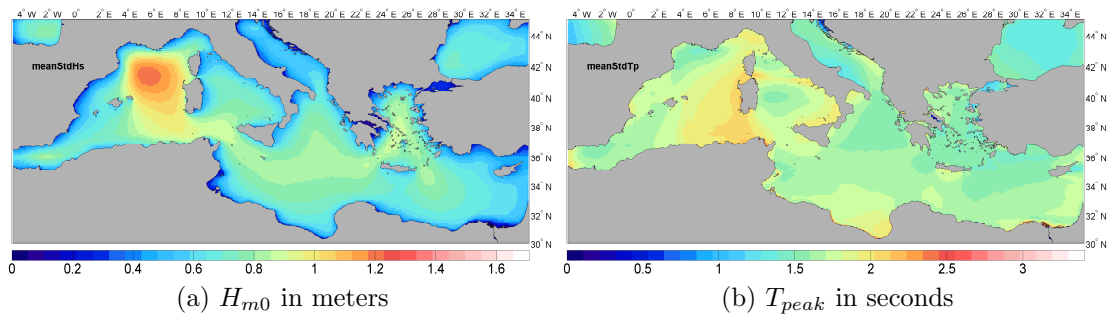 4°W 2°W 2°E 4°E 6°E 8°E 10°E 12°E 14°E 16°E 18°E 20°E 22°E 24°E 26°E 28°E 30°E 32°E 34°E
4°W 2°W 2°E 4°E 6°E 8°E 10°E 12°E 14°E 16°E 18°E 20°E 22°E 24°E 26°E 28°E 30°E 32°E 34°E
44°N
42°N
40°N
38°N
36°N
34°N
32°N
30°N
44°N
42°N
40°N
38°N
36°N
34°N
32°N
30°N
meanStdHs
meanStdTp
0 0.2 0.4 0.6 0.8 1 1.2 1.4 1.6
0 0.5 1 1.5 2 2.5 3
(a) H_{m0} in meters
(b) T_{peak} in seconds